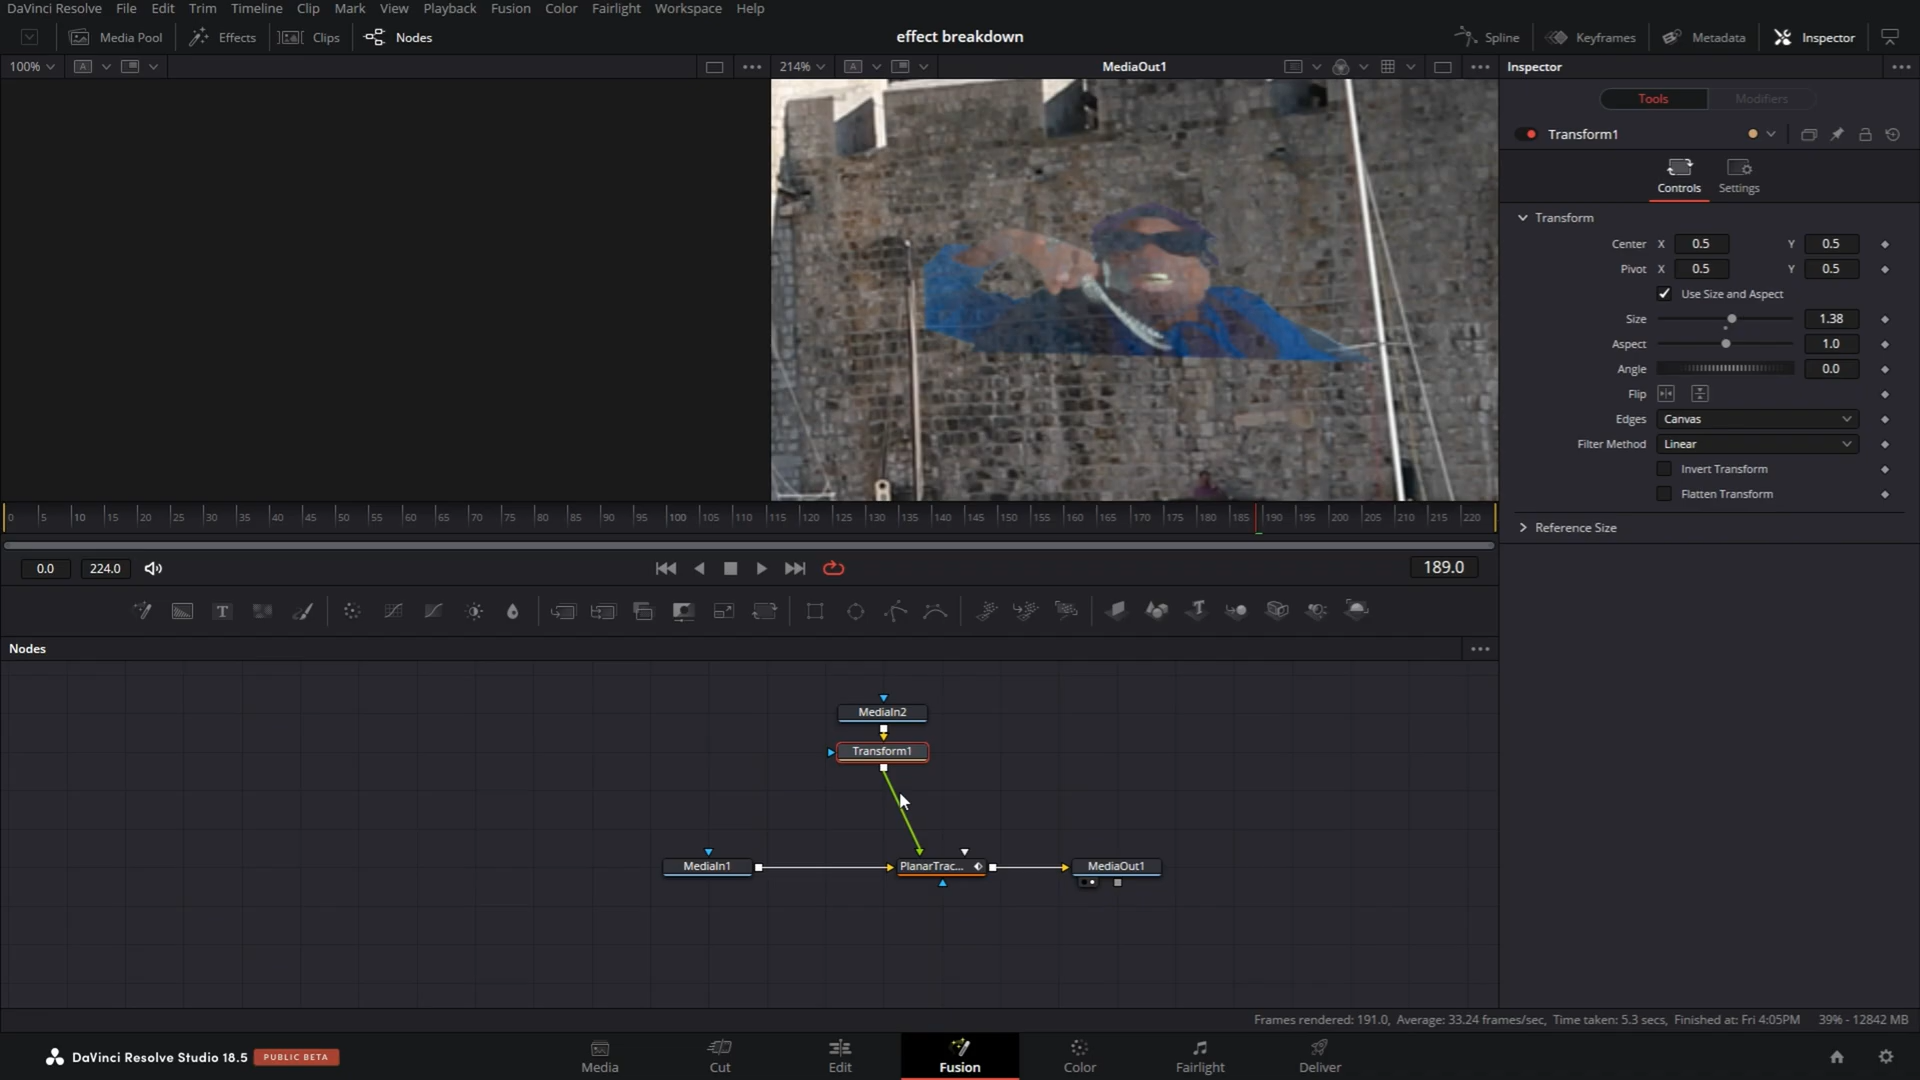 DaVinci Resolve File Edit Trim Timeline Clip Mark View Playback Fusion Color Fairlight Workspace Help
Media Pool Effects Clips Nodes effect breakdown Spline Keyframes Metadata Inspector
100% 214% MediaOut1 Inspector
Tools Modifiers
Transform1
Controls Settings
Transform
Center X 0.5 Y 0.5
Pivot X 0.5 Y 0.5
Use Size and Aspect
Size 1.38
Aspect 1.0
Angle 0.0
Flip
Edges Canvas
Filter Method Linear
Invert Transform
Flatten Transform
Reference Size
0 5 10 15 20 25 30 35 40 45 50 55 60 65 70 75 80 85 90 95 100 105 110 115 120 125 130 135 140 145 150 155 160 165 170 175 180 185 190 195 200 205 210 215 220
0.0 224.0 189.0
Nodes
MediaIn2
Transform1
MediaIn1 PlanarTrac... MediaOut1
Frames rendered: 191.0, Average: 33.24 frames/sec, Time taken: 5.3 secs, Finished at: Fri 4:05PM 39% - 12842 MB
DaVinci Resolve Studio 18.5 PUBLIC BETA
Media Cut Edit Fusion Color Fairlight Deliver